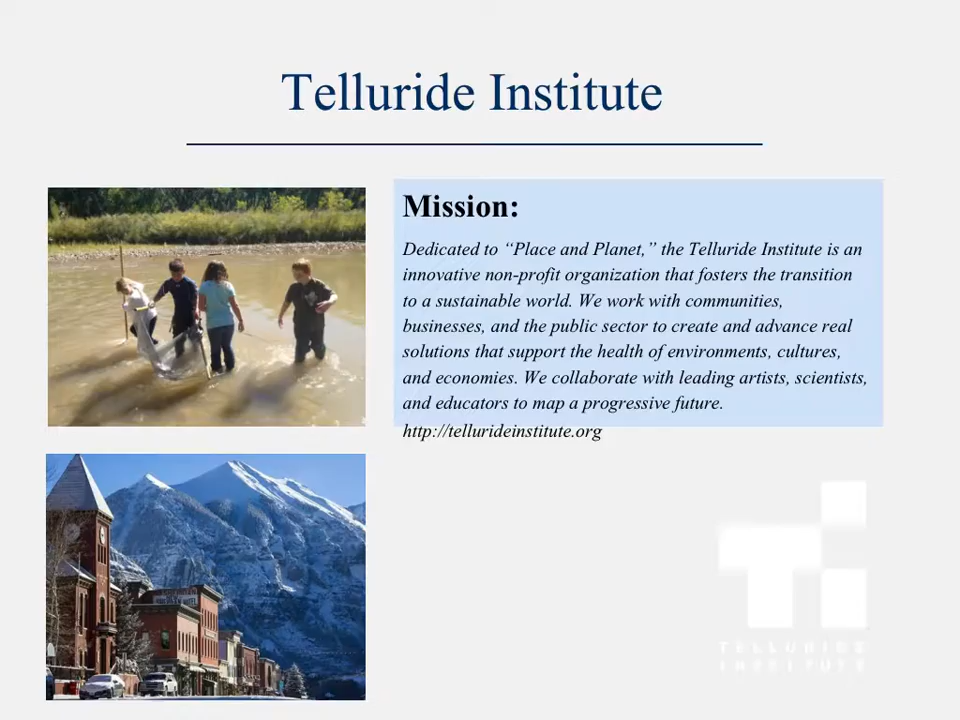 Telluride Institute
Mission:
Dedicated to “Place and Planet,” the Telluride Institute is an
innovative non-profit organization that fosters the transition
to a sustainable world. We work with communities,
businesses, and the public sector to create and advance real
solutions that support the health of environments, cultures,
and economies. We collaborate with leading artists, scientists,
and educators to map a progressive future.
http://tellurideinstitute.org
TELLURIDE
INSTITUTE